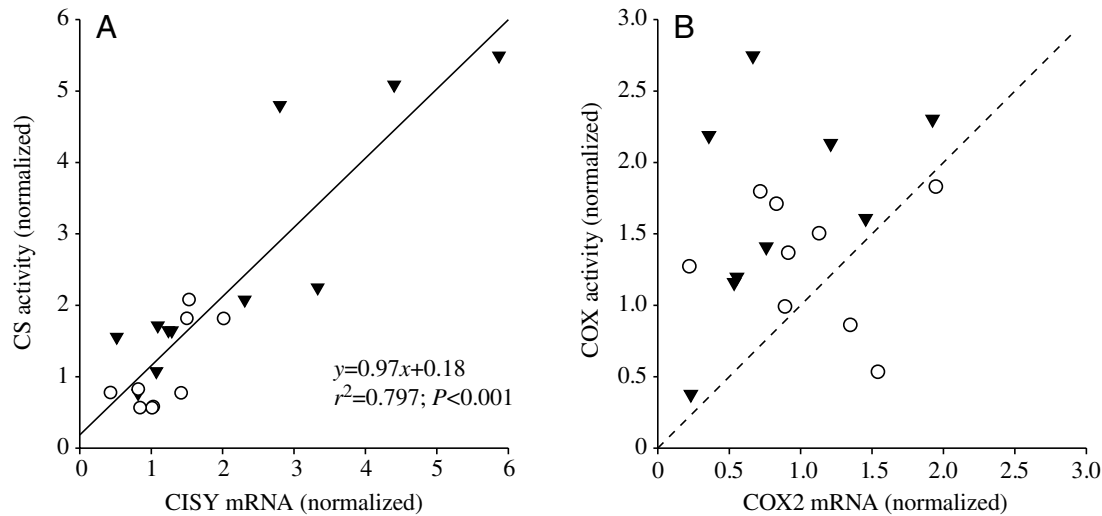 A
6
5
4
3
2
1
0
CS activity (normalized)
y=0.97x+0.18
r²=0.797; P<0.001
0 1 2 3 4 5 6
CISY mRNA (normalized)
B
3.0
2.5
2.0
1.5
1.0
0.5
0
COX activity (normalized)
0 0.5 1.0 1.5 2.0 2.5 3.0
COX2 mRNA (normalized)